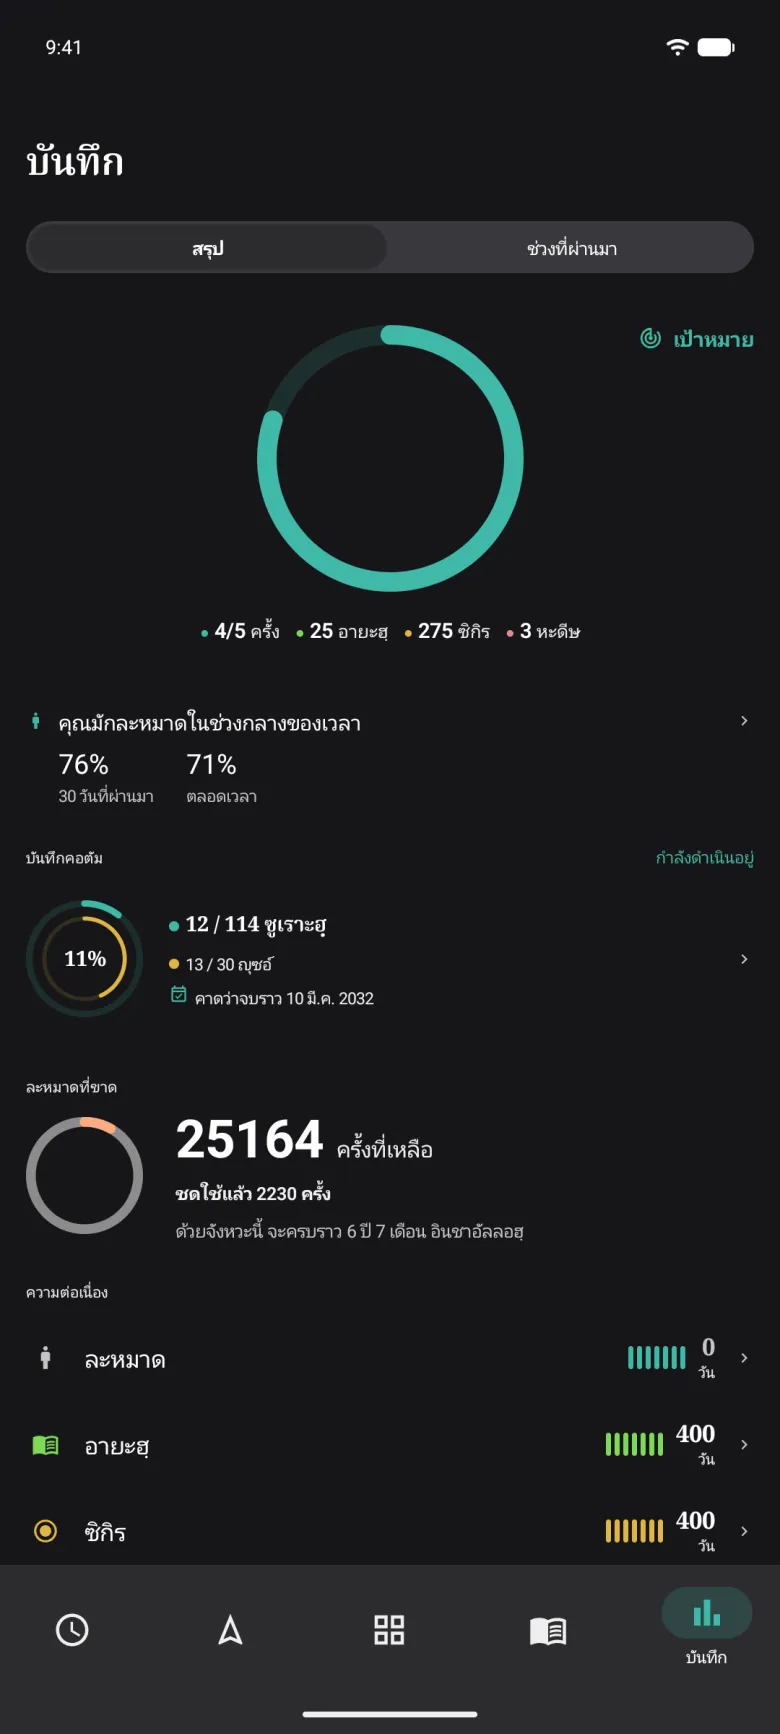 9:41
บันทึก
สรุป
ช่วงที่ผ่านมา
เป้าหมาย
4/5 ครั้ง 25 อายะฮฺ 275 ซิกิร 3 หะดีษ
คุณมักละหมาดในช่วงกลางของเวลา
76% 71%
30 วันที่ผ่านมา ตลอดเวลา
บันทึกคอตัม กำลังดำเนินอยู่
11%
12 / 114 ซูเราะฮฺ
13 / 30 ญุซอ์
คาดว่าจบราว 10 มี.ค. 2032
ละหมาดที่ขาด
25164 ครั้งที่เหลือ
ชดใช้แล้ว 2230 ครั้ง
ด้วยจังหวะนี้ จะครบราว 6 ปี 7 เดือน อินชาอัลลอฮฺ
ความต่อเนื่อง
ละหมาด 0 วัน
อายะฮฺ 400 วัน
ซิกิร 400 วัน
บันทึก